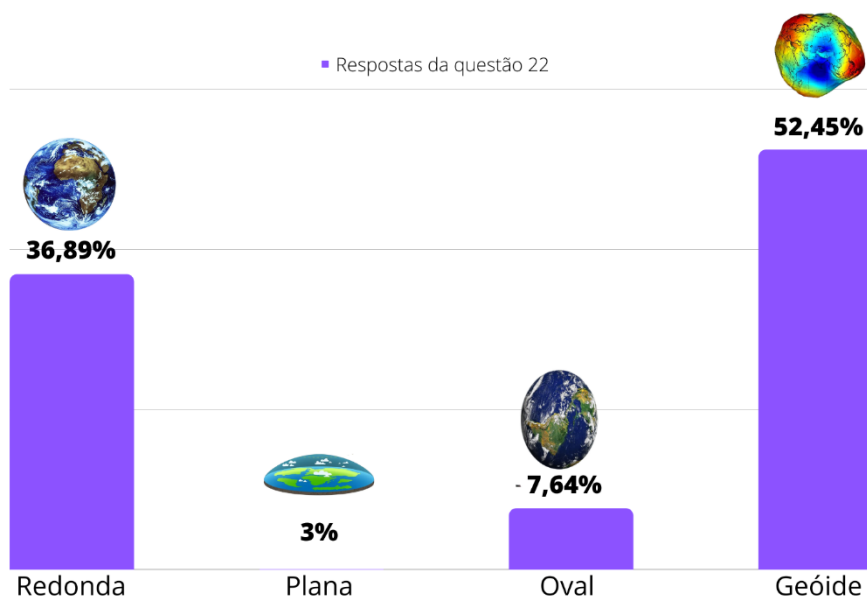 Respostas da questão 22
52,45%
36,89%
- 7,64%
3%
Redonda Plana Oval Geóide